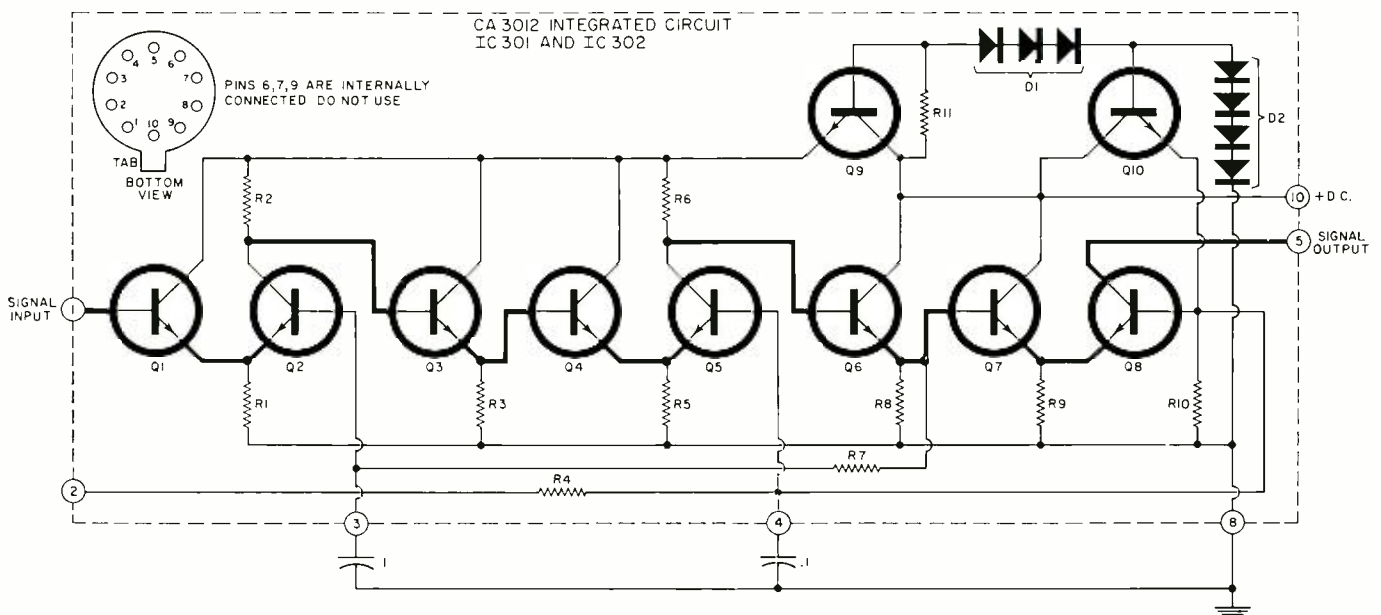 CA 3012 INTEGRATED CIRCUIT
IC 301 AND IC 302
5
4
6
3
7
2
8
1
10
9
PINS 6,7,9 ARE INTERNALLY
CONNECTED DO NOT USE
TAB
BOTTOM
VIEW
R11
D1
D2
Q9
Q10
R2
R6
10
+D.C.
5
SIGNAL
OUTPUT
SIGNAL
INPUT
1
Q1
Q2
Q3
Q4
Q5
Q6
Q7
Q8
R1
R3
R5
R8
R9
R10
R7
R4
2
3
4
8
.1
.1